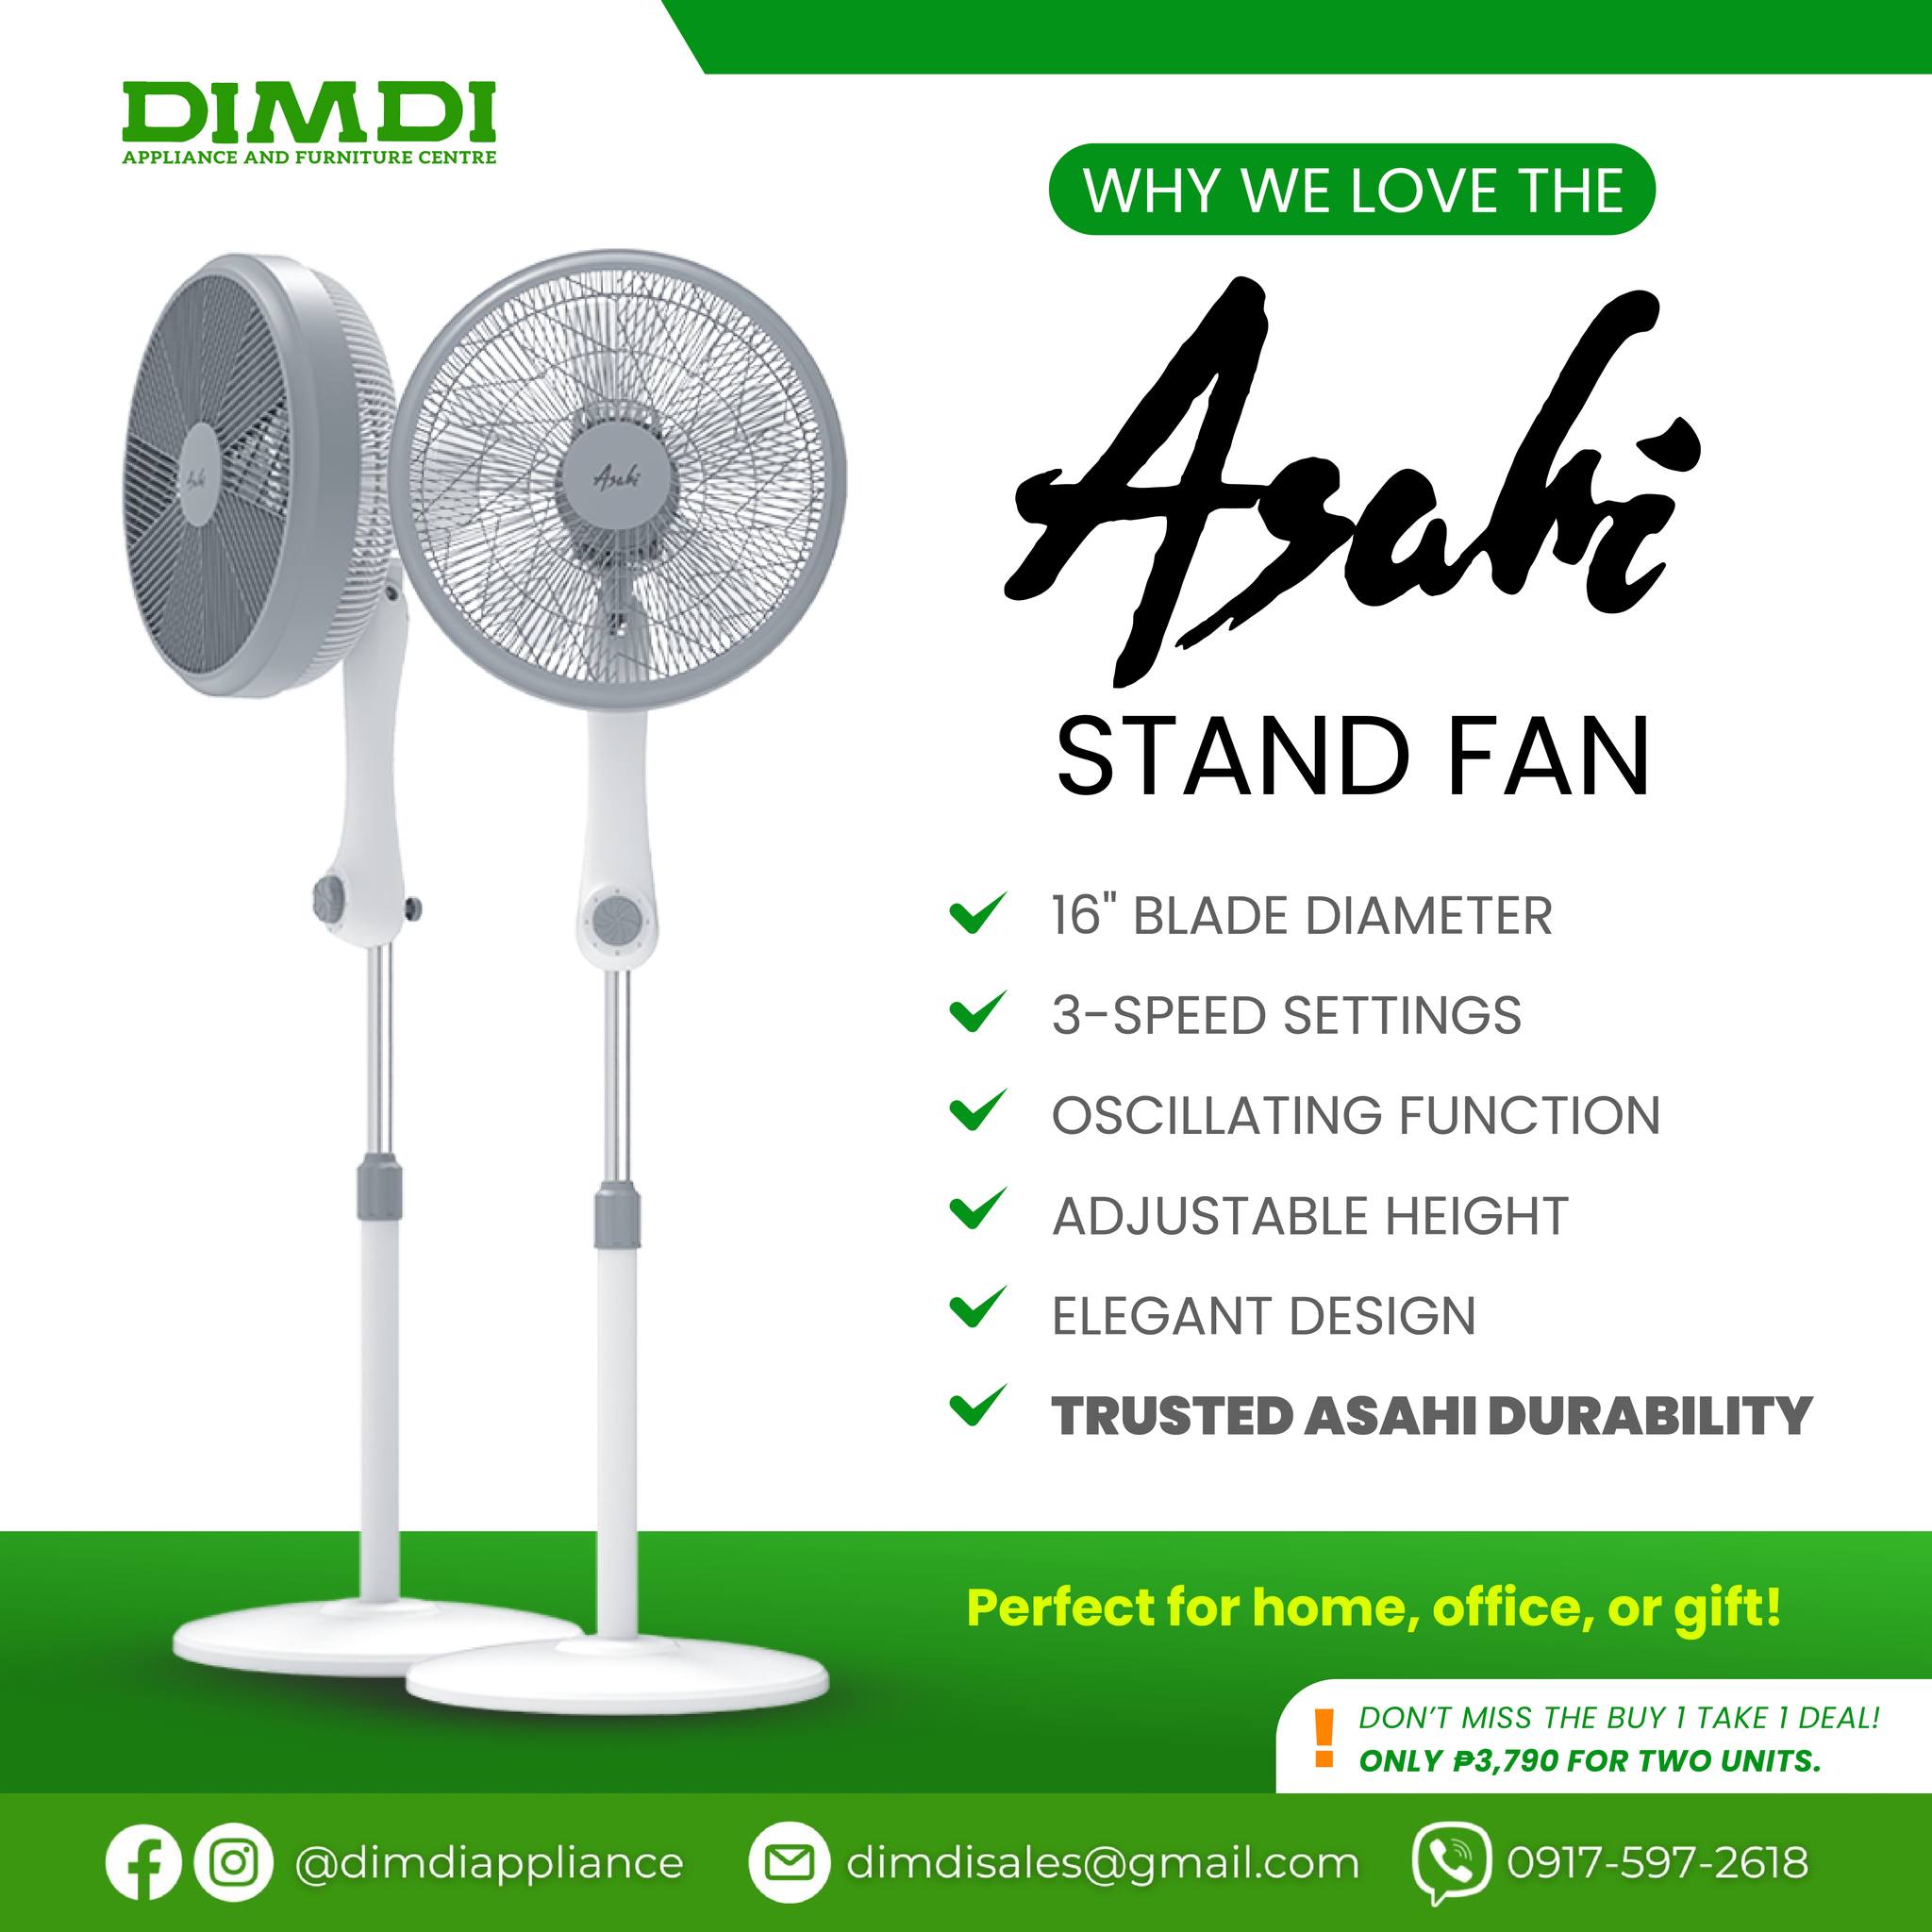 DIMDI
APPLIANCE AND FURNITURE CENTRE
WHY WE LOVE THE
Asahi
STAND FAN
Asahi
Asahi
16" BLADE DIAMETER
3-SPEED SETTINGS
OSCILLATING FUNCTION
ADJUSTABLE HEIGHT
ELEGANT DESIGN
TRUSTED ASAHI DURABILITY
Perfect for home, office, or gift!
! DON'T MISS THE BUY 1 TAKE 1 DEAL!
ONLY ₱3,790 FOR TWO UNITS.
@dimdiappliance
dimdisales@gmail.com
0917-597-2618